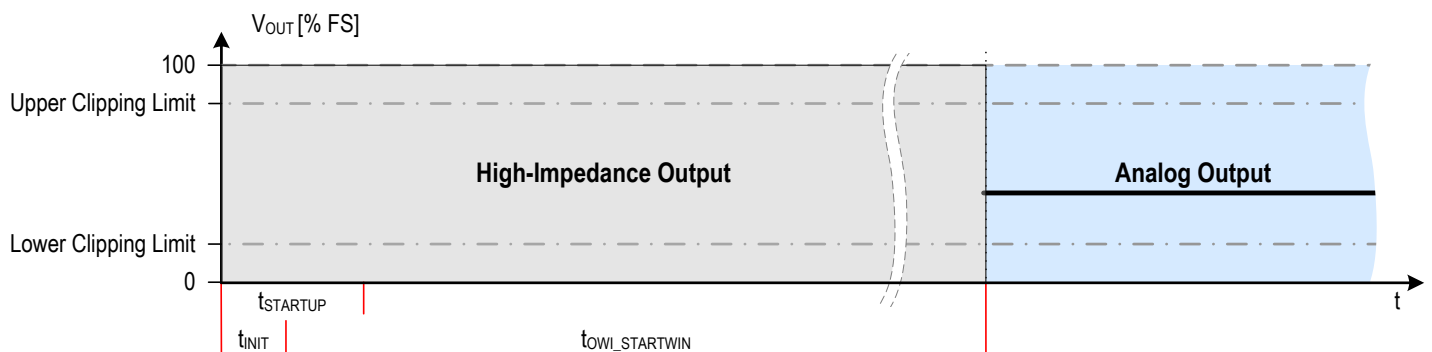 VOUT [% FS]
100
Upper Clipping Limit
High-Impedance Output
Analog Output
Lower Clipping Limit
0
t
tSTARTUP
tINIT
tOWI_STARTWIN